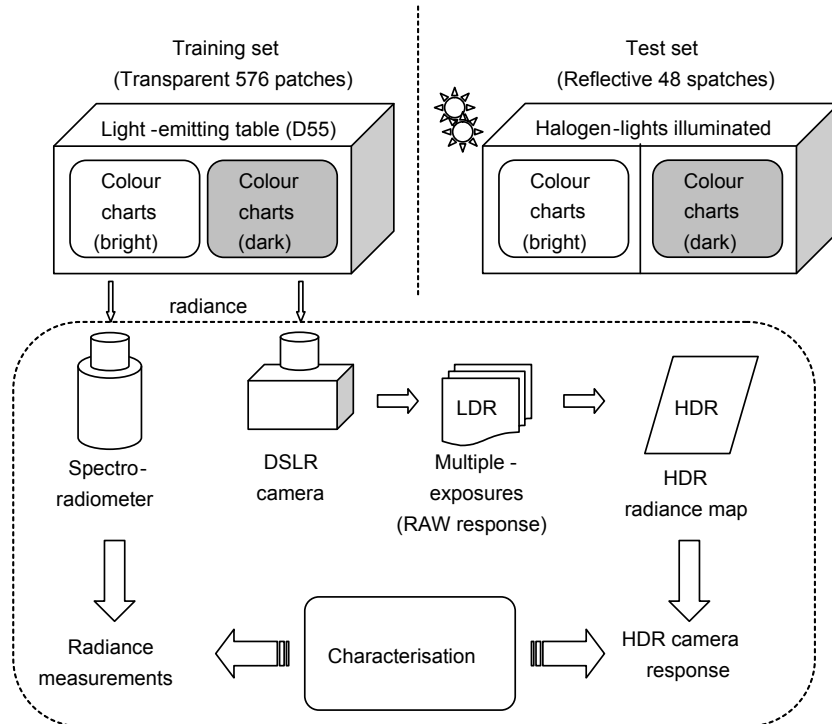 Training set
(Transparent 576 patches)
Test set
(Reflective 48 spatches)
Light -emitting table (D55)
Halogen-lights illuminated
Colour
charts
(bright)
Colour
charts
(dark)
Colour
charts
(bright)
Colour
charts
(dark)
radiance
LDR
HDR
Spectro-
radiometer
DSLR
camera
Multiple -
exposures
(RAW response)
HDR
radiance map
Radiance
measurements
Characterisation
HDR camera
response